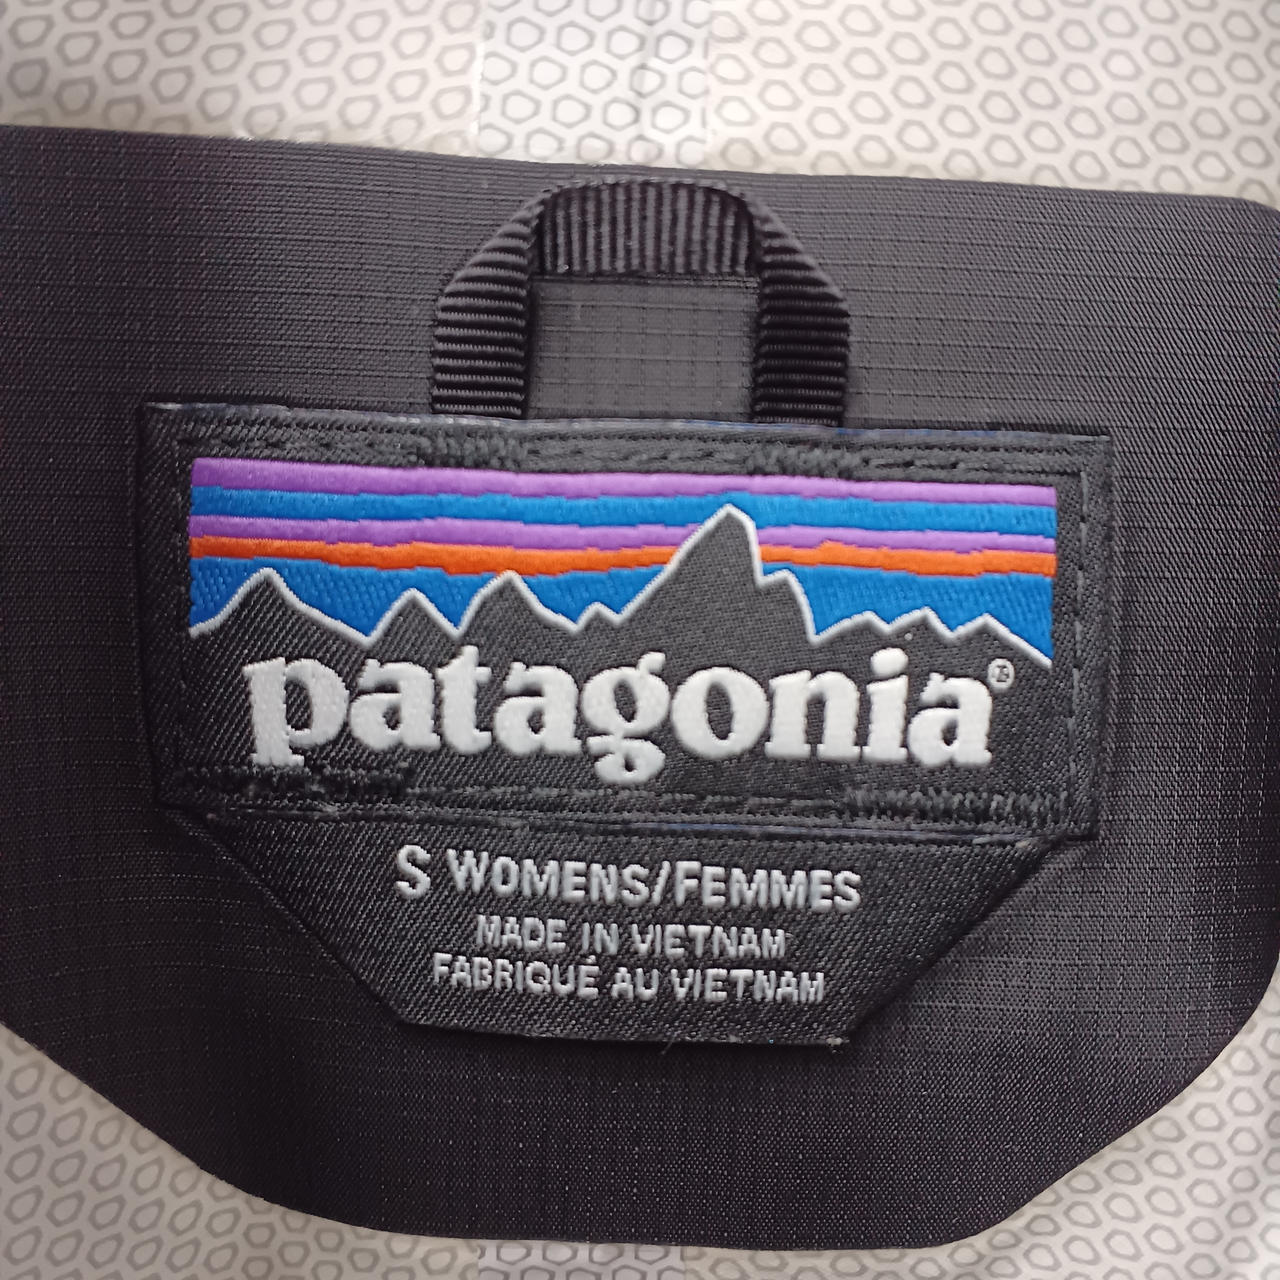 patagonia®
S WOMENS/FEMMES
MADE IN VIETNAM
FABRIQUÉ AU VIETNAM